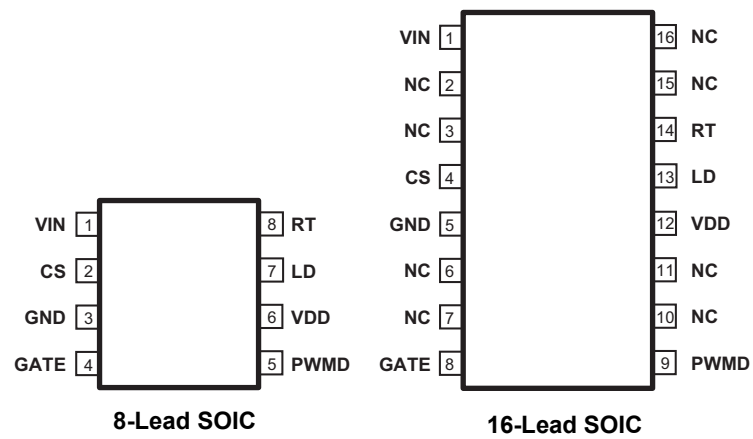 VIN 1
CS 2
GND 3
GATE 4
8 RT
7 LD
6 VDD
5 PWMD
8-Lead SOIC
VIN 1
NC 2
NC 3
CS 4
GND 5
NC 6
NC 7
GATE 8
16 NC
15 NC
14 RT
13 LD
12 VDD
11 NC
10 NC
9 PWMD
16-Lead SOIC